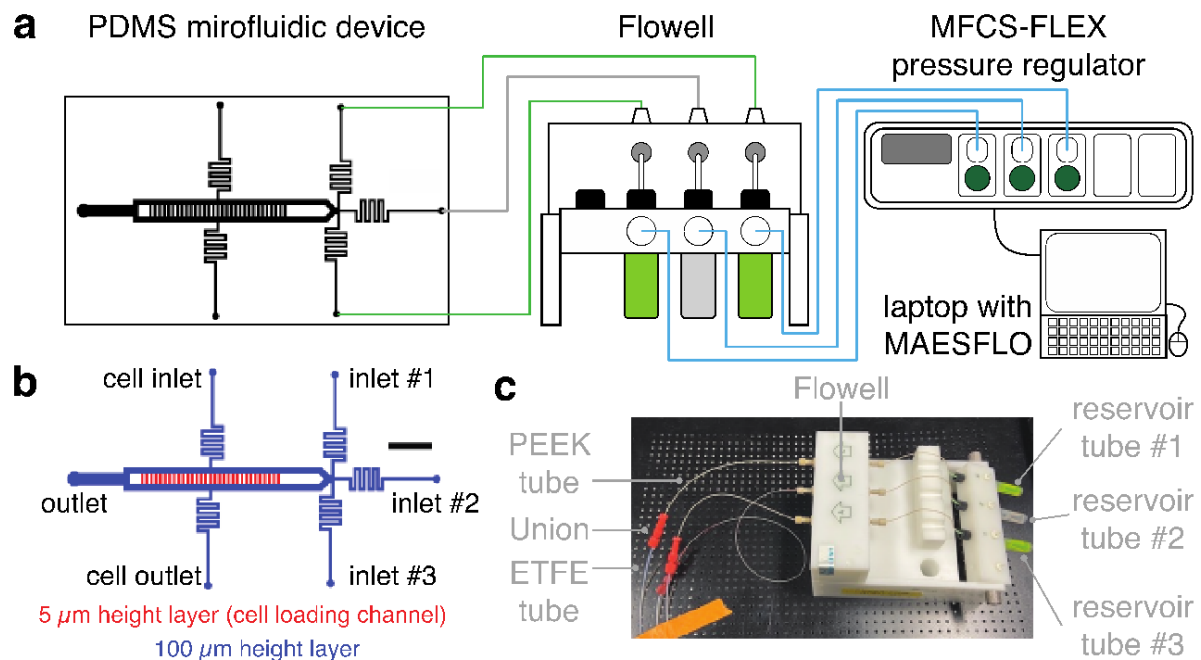 a
PDMS mirofluidic device
Flowell
MFCS-FLEX
pressure regulator
laptop with
MAESFLO
b
cell inlet
inlet #1
outlet
inlet #2
cell outlet
inlet #3
5 µm height layer (cell loading channel)
100 µm height layer
c
Flowell
PEEK
tube
Union
ETFE
tube
reservoir
tube #1
reservoir
tube #2
reservoir
tube #3